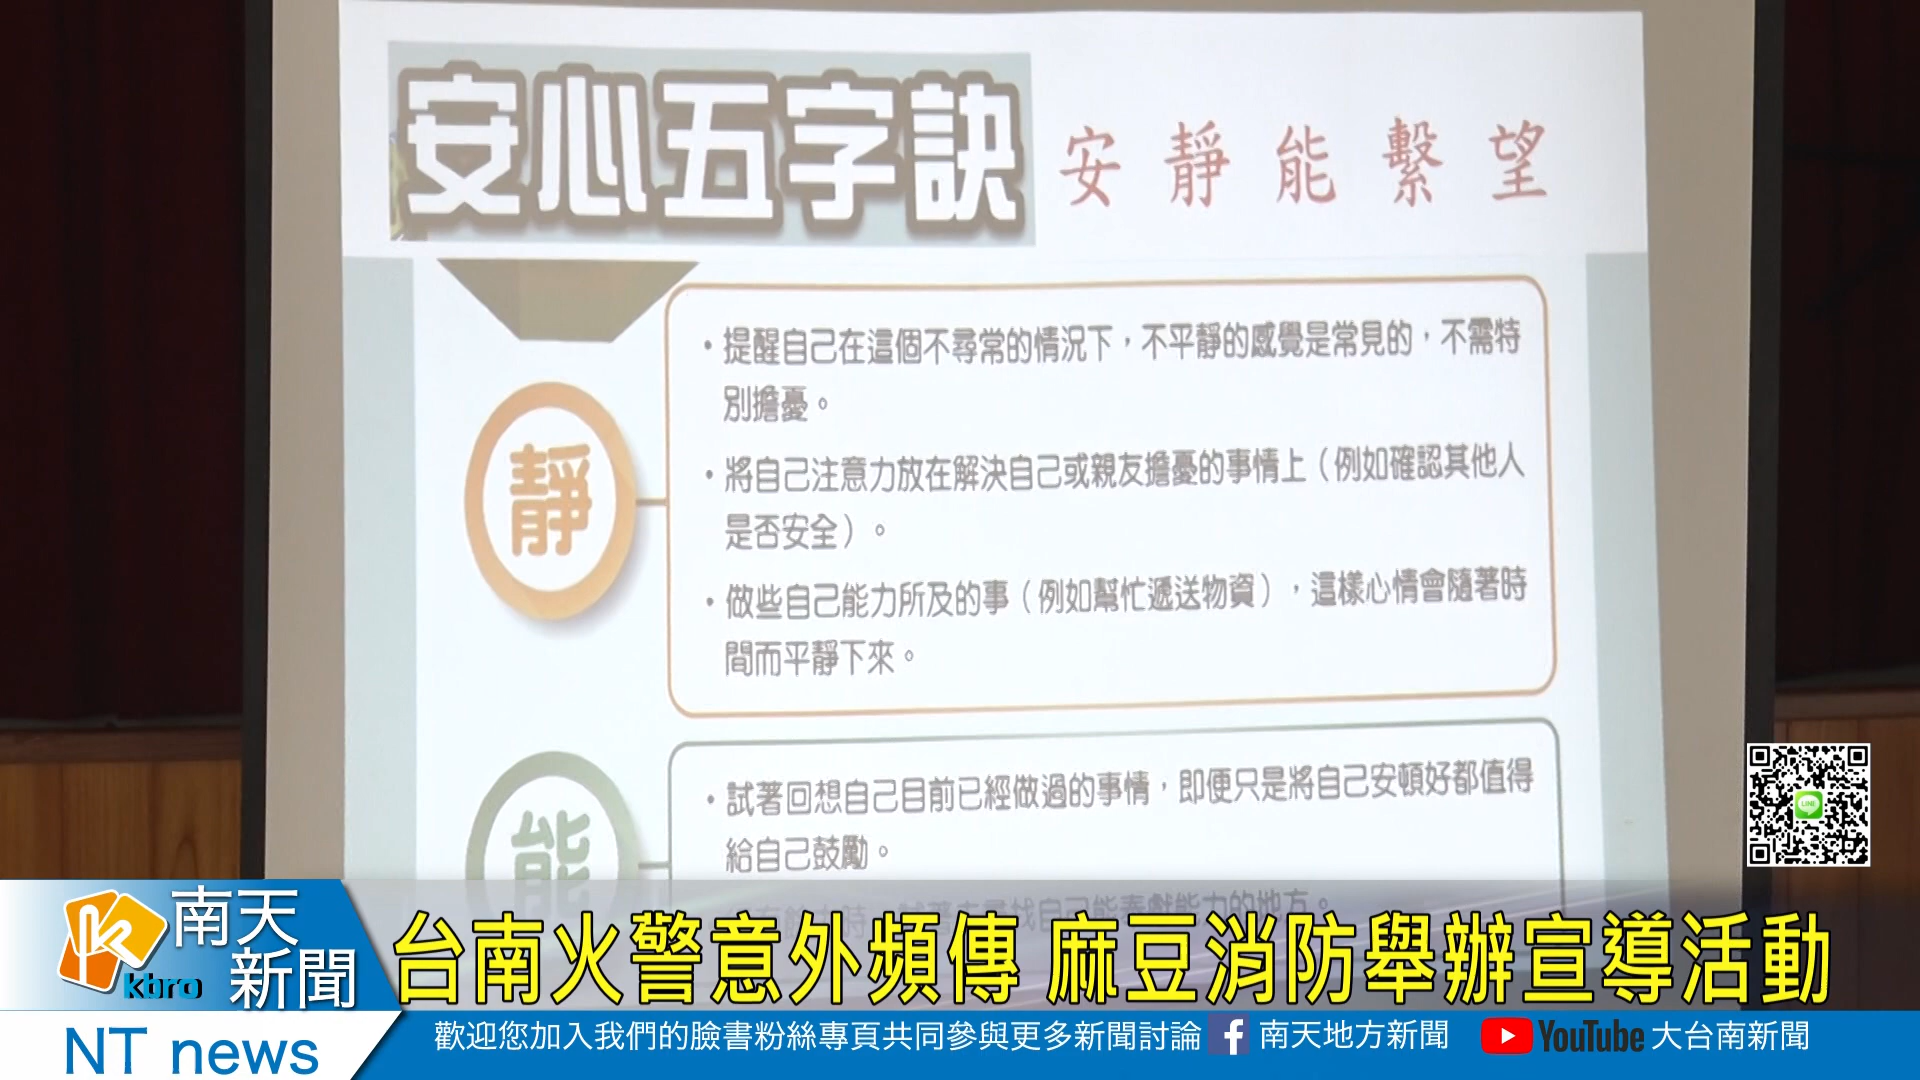 安心五字訣 安靜能繫望
•提醒自己在這個不尋常的情況下，不平靜的感覺是常見的，不需特
別擔憂。
靜
•將自己注意力放在解決自己或親友擔憂的事情上（例如確認其他人
是否安全）。
•做些自己能力所及的事（例如幫忙遞送物資），這樣心情會隨著時
間而平靜下來。
能
•試著回想自己目前已經做過的事情，即便只是將自己安頓好都值得
給自己鼓勵。
LINE
kbro
南天
新聞
台南火警意外頻傳 麻豆消防舉辦宣導活動
NT news
歡迎您加入我們的臉書粉絲專頁共同參與更多新聞討論 南天地方新聞 YouTube 大台南新聞